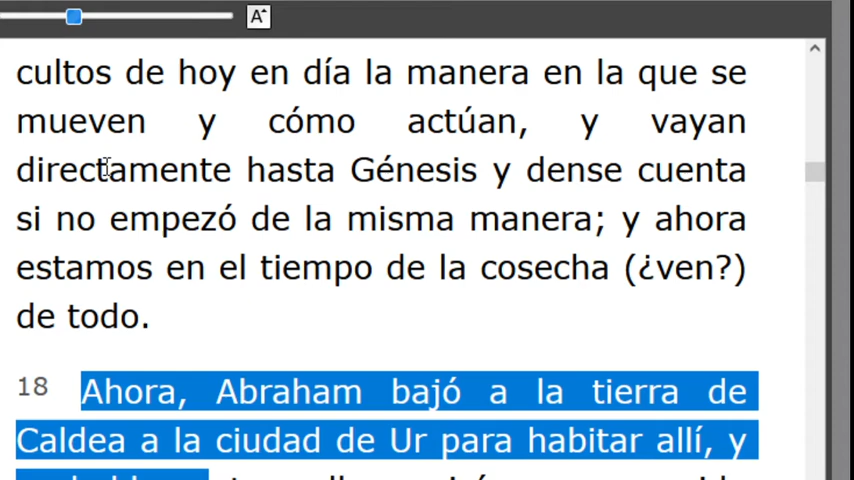 A
cultos de hoy en día la manera en la que se
mueven y cómo actúan, y vayan
directamente hasta Génesis y dense cuenta
si no empezó de la misma manera; y ahora
estamos en el tiempo de la cosecha (¿ven?)
de todo.
18 Ahora, Abraham bajó a la tierra de
Caldea a la ciudad de Ur para habitar allí, y